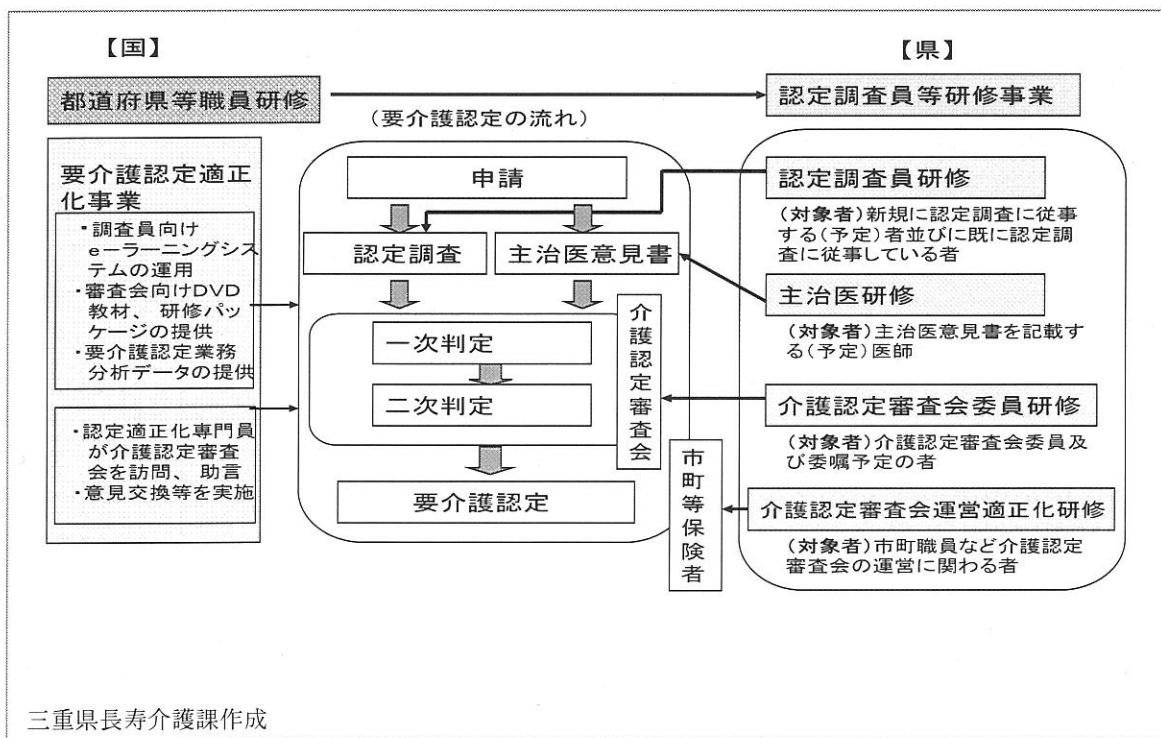 【国】
【県】
都道府県等職員研修
認定調査員等研修事業
(要介護認定の流れ)
要介護認定適正
化事業
・調査員向け
eーラーニングシス
テムの運用
・審査会向けDVD
教材、研修パッ
ケージの提供
・要介護認定業務
分析データの提供
・認定適正化専門員
が介護認定審査
会を訪問、助言
・意見交換等を実施
申請
認定調査
主治医意見書
一次判定
二次判定
介護認定審査会
要介護認定
市町等保険者
認定調査員研修
(対象者)新規に認定調査に従事
する(予定)者並びに既に認定調
査に従事している者
主治医研修
(対象者)主治医意見書を記載す
る(予定)医師
介護認定審査会委員研修
(対象者)介護認定審査会委員及
び委嘱予定の者
介護認定審査会運営適正化研修
(対象者)市町職員など介護認定
審査会の運営に関わる者
三重県長寿介護課作成